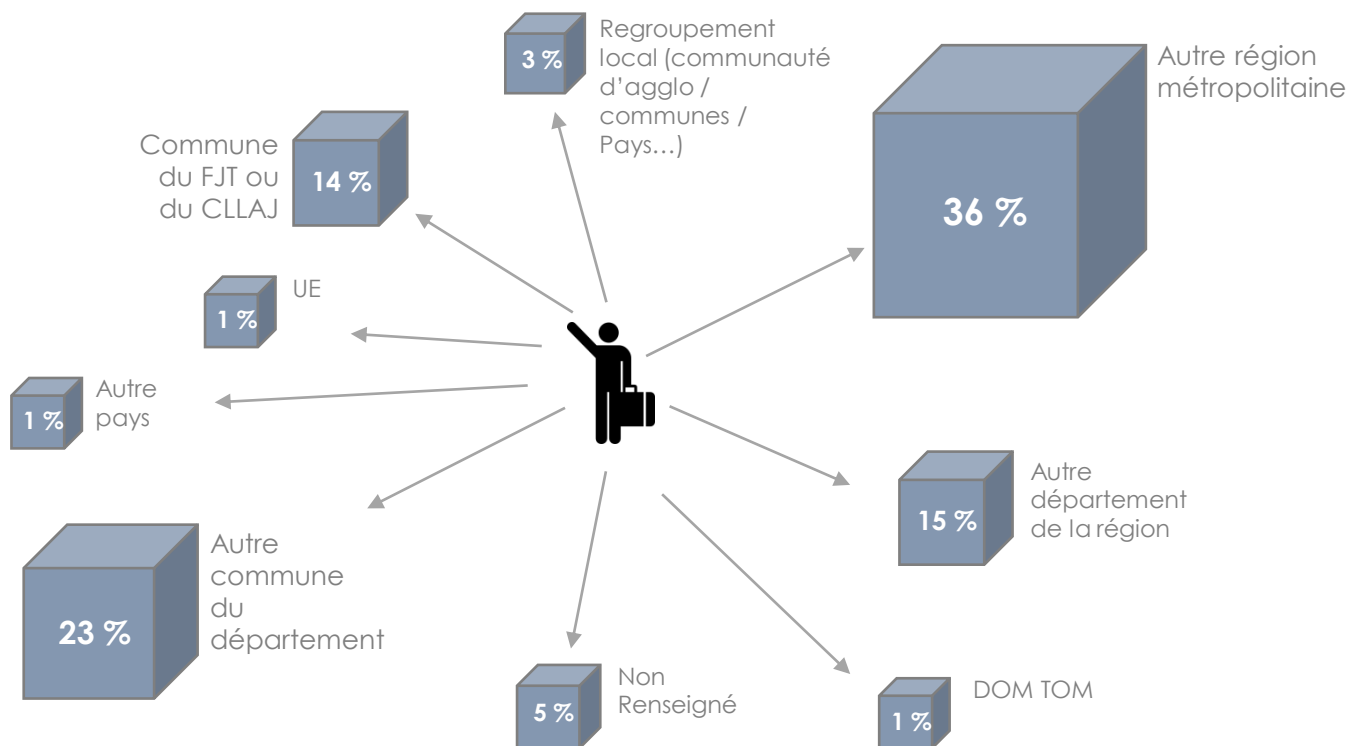 3 %
Regroupement
local (communauté
d'agglo /
communes /
Pays…)
Autre région
métropolitaine
36 %
Commune
du FJT ou
du CLLAJ
14 %
UE
1 %
Autre
pays
1 %
Autre
département
de la région
15 %
Autre
commune
du
département
23 %
Non
Renseigné
5 %
DOM TOM
1 %